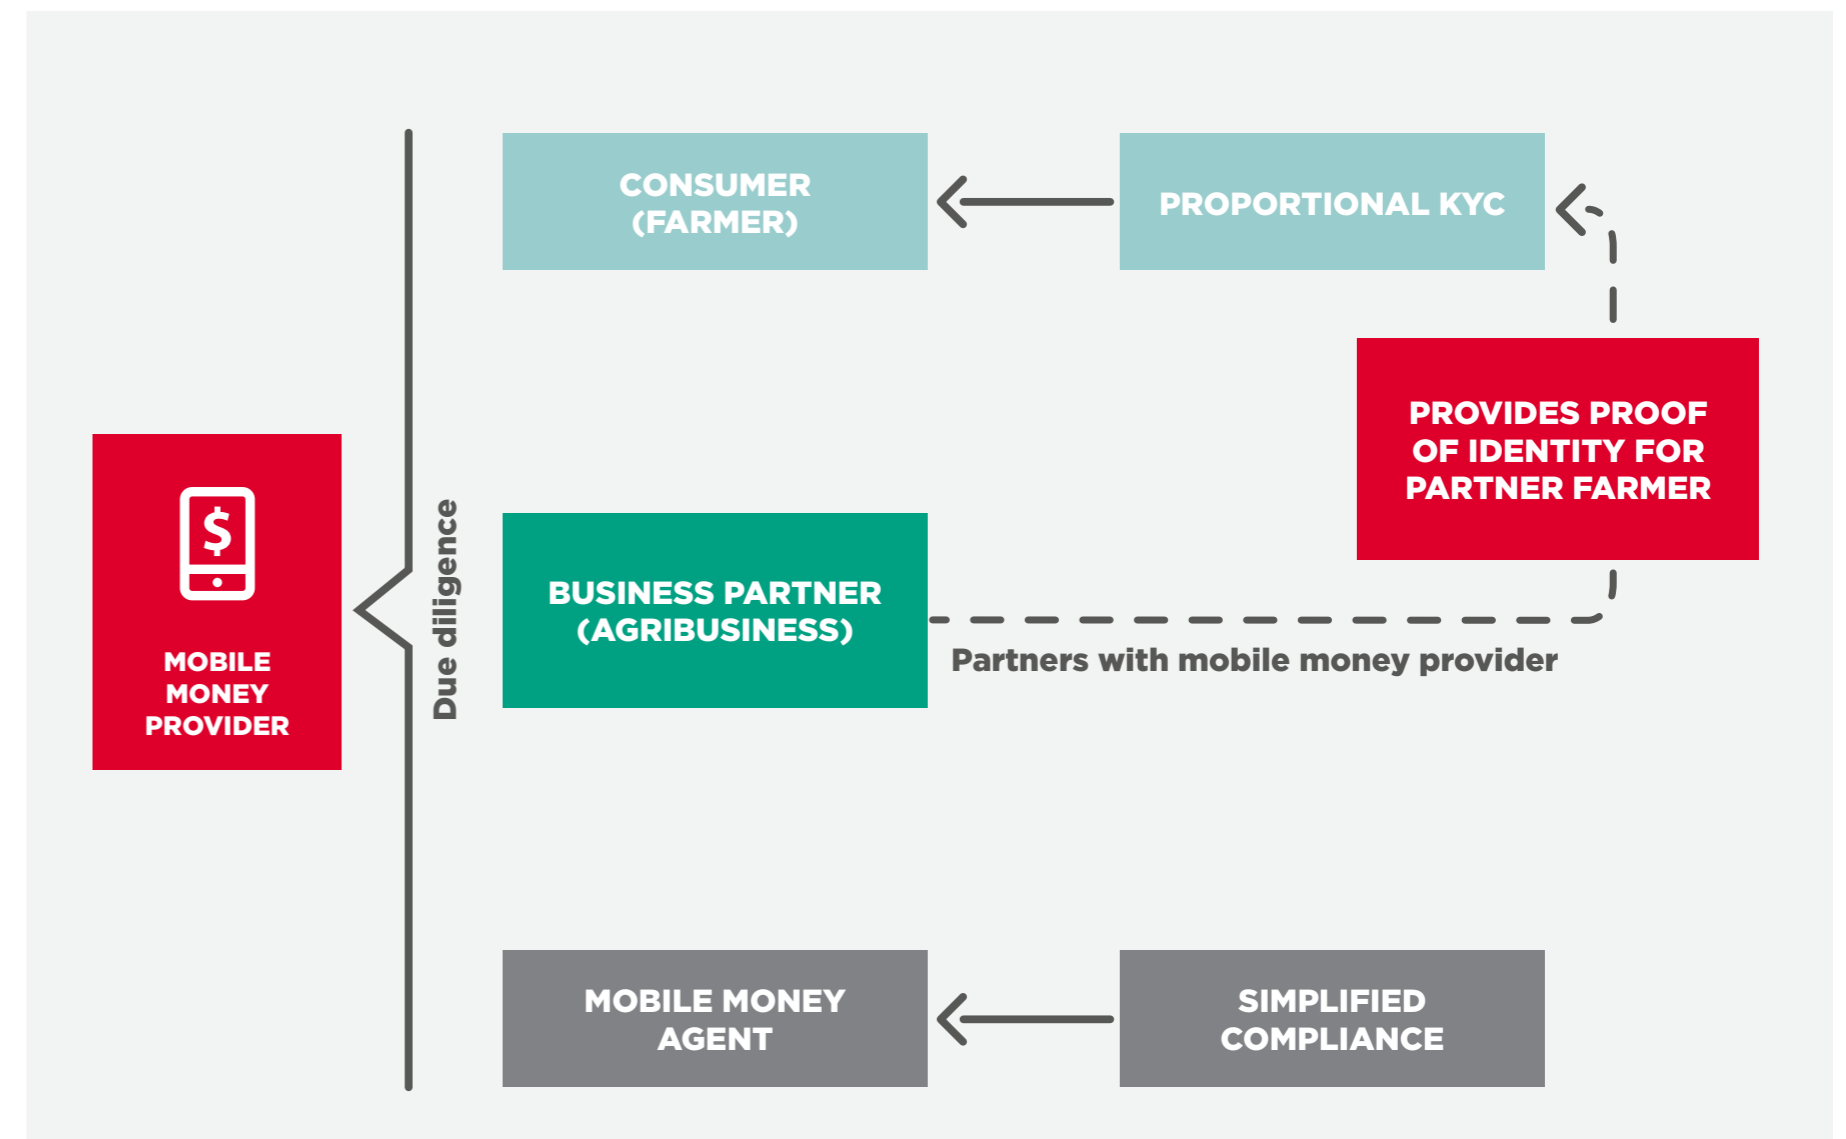 CONSUMER
(FARMER)
PROPORTIONAL KYC
PROVIDES PROOF
OF IDENTITY FOR
PARTNER FARMER
$
MOBILE
MONEY
PROVIDER
Due diligence
BUSINESS PARTNER
(AGRIBUSINESS)
Partners with mobile money provider
MOBILE MONEY
AGENT
SIMPLIFIED
COMPLIANCE